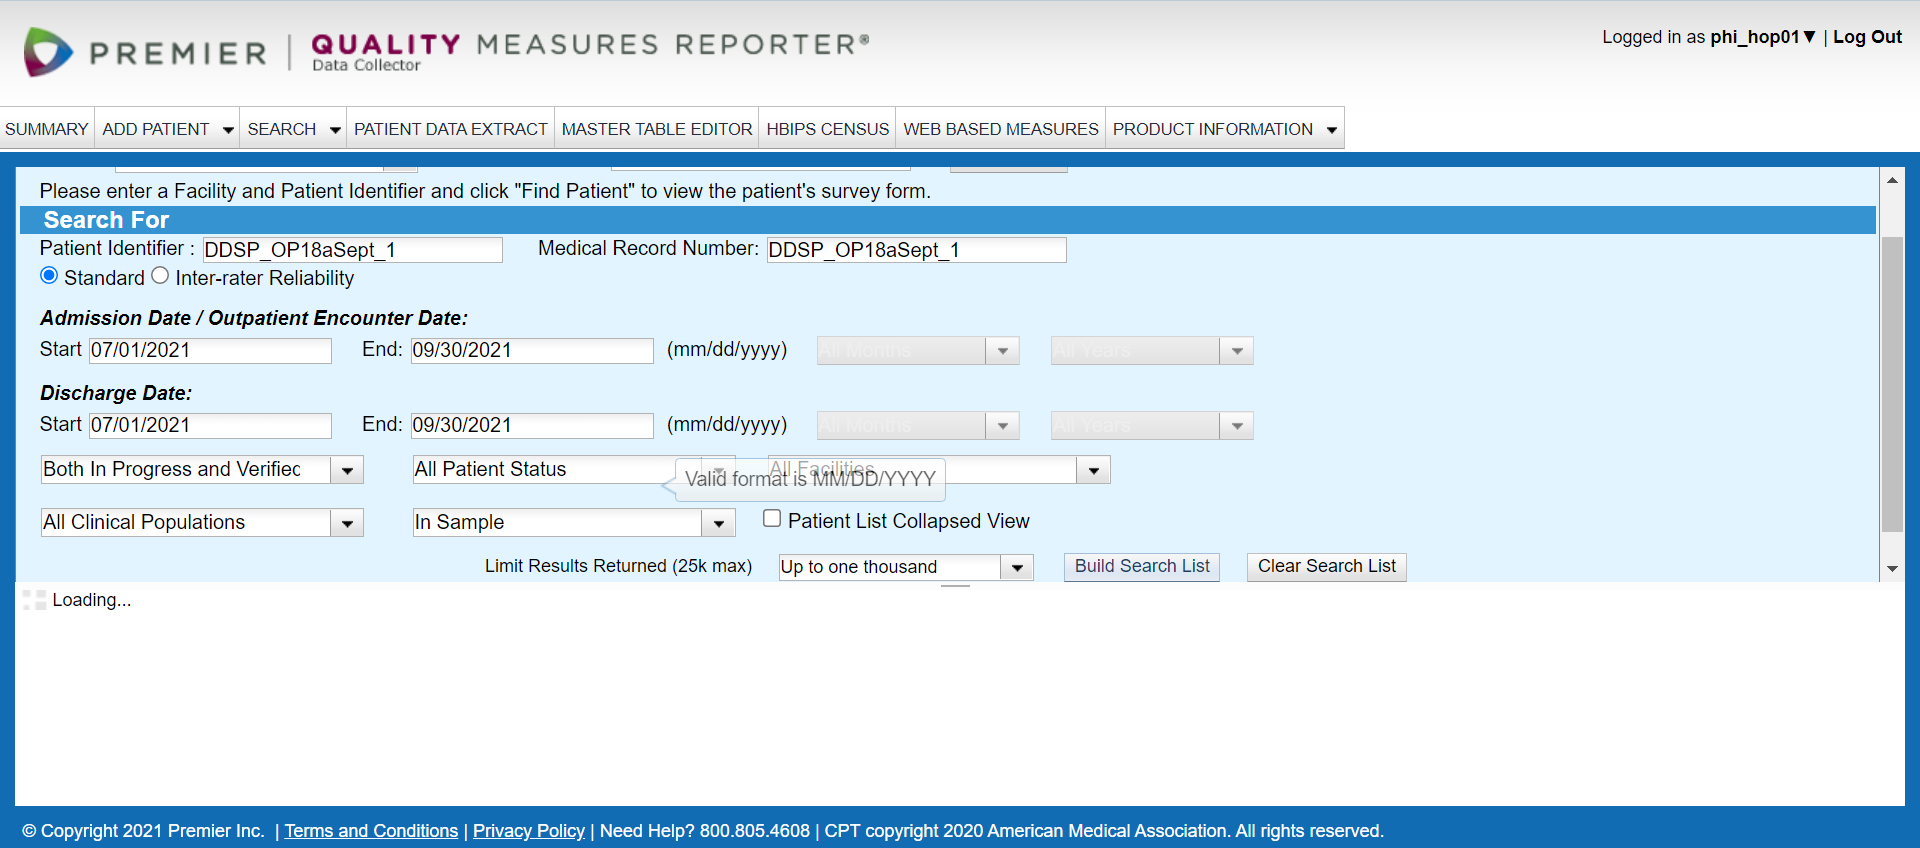 PREMIER | QUALITY MEASURES REPORTER®
Data Collector
Logged in as phi_hop01▼ | Log Out
SUMMARY ADD PATIENT SEARCH PATIENT DATA EXTRACT MASTER TABLE EDITOR HBIPS CENSUS WEB BASED MEASURES PRODUCT INFORMATION
Please enter a Facility and Patient Identifier and click "Find Patient" to view the patient's survey form.
Search For
Patient Identifier : DDSP_OP18aSept_1 Medical Record Number: DDSP_OP18aSept_1
Standard Inter-rater Reliability
Admission Date / Outpatient Encounter Date:
Start 07/01/2021 End: 09/30/2021 (mm/dd/yyyy) All Months All Years
Discharge Date:
Start 07/01/2021 End: 09/30/2021 (mm/dd/yyyy) All Months All Years
Both In Progress and Verified All Patient Status All Facilities
Valid format is MM/DD/YYYY
All Clinical Populations In Sample Patient List Collapsed View
Limit Results Returned (25k max) Up to one thousand Build Search List Clear Search List
Loading...
© Copyright 2021 Premier Inc. | Terms and Conditions | Privacy Policy | Need Help? 800.805.4608 | CPT copyright 2020 American Medical Association. All rights reserved.